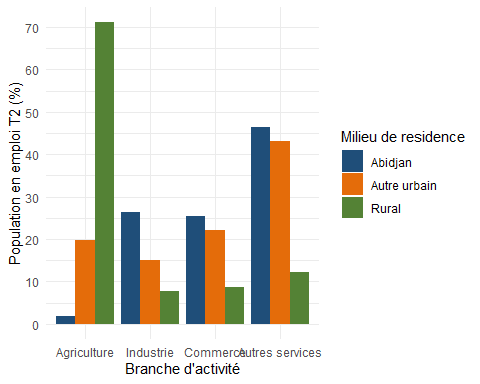 Population en emploi T2 (%)
70
60
50
40
30
20
10
0
Agriculture
Industrie
Commerce
Autres services
Branche d'activité
Milieu de residence
Abidjan
Autre urbain
Rural